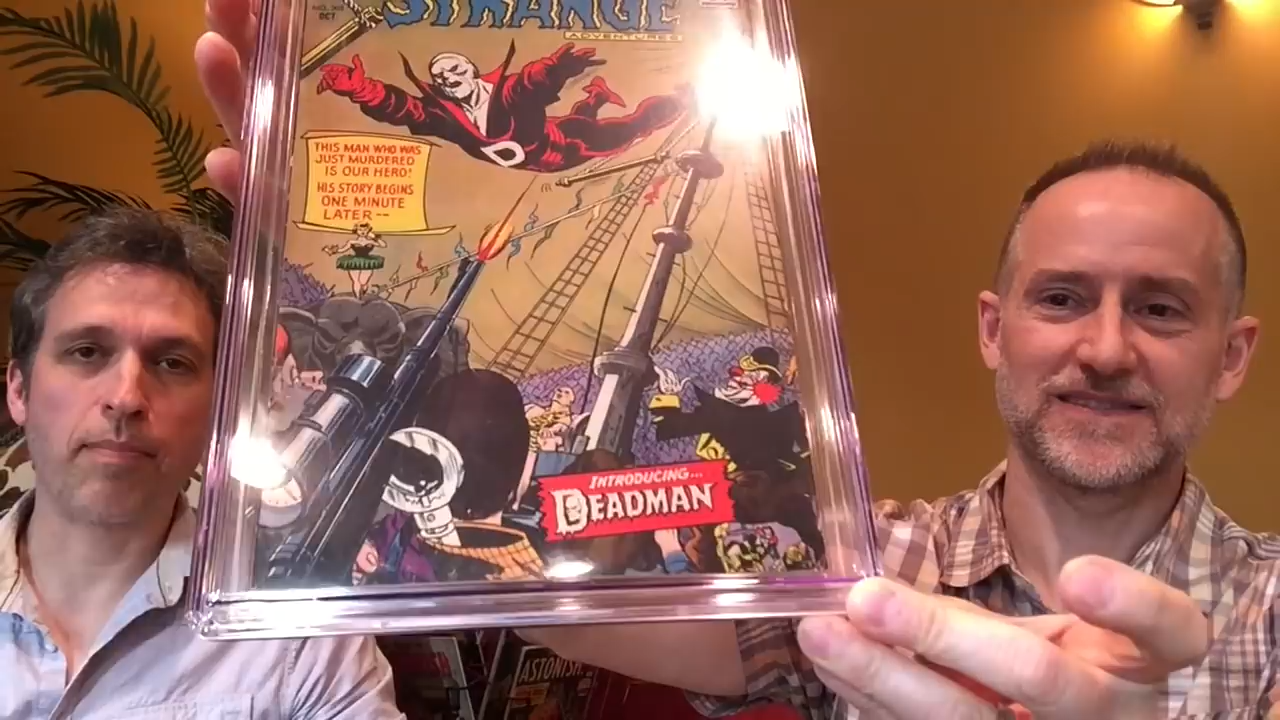 STRANGE
ADVENTURES
OCT
THIS MAN WHO WAS
JUST MURDERED
IS OUR HERO!
HIS STORY BEGINS
ONE MINUTE
LATER--
D
INTRODUCING...
DEADMAN
ASTONISH